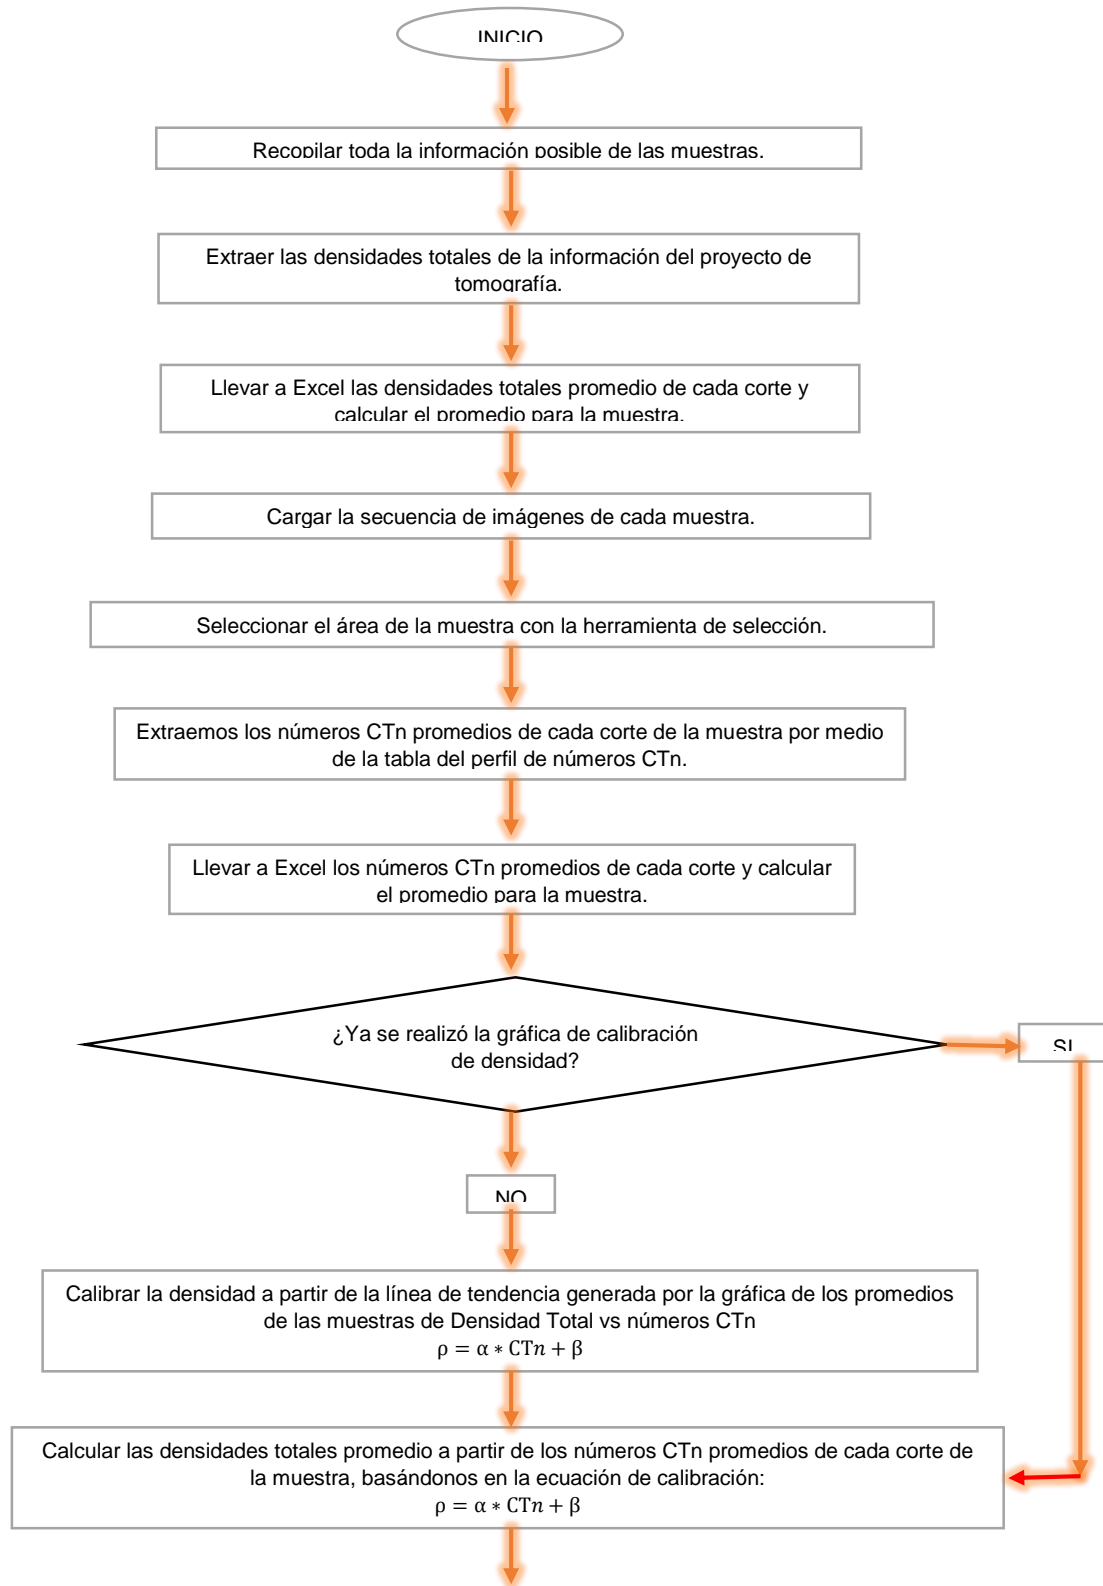 INICIO
Recopilar toda la información posible de las muestras.
Extraer las densidades totales de la información del proyecto de
tomografía.
Llevar a Excel las densidades totales promedio de cada corte y
calcular el promedio para la muestra.
Cargar la secuencia de imágenes de cada muestra.
Seleccionar el área de la muestra con la herramienta de selección.
Extraemos los números CTn promedios de cada corte de la muestra por medio
de la tabla del perfil de números CTn.
Llevar a Excel los números CTn promedios de cada corte y calcular
el promedio para la muestra.
¿Ya se realizó la gráfica de calibración
de densidad?
SI
NO
Calibrar la densidad a partir de la línea de tendencia generada por la gráfica de los promedios
de las muestras de Densidad Total vs números CTn
ρ = α ∗ CTn + β
Calcular las densidades totales promedio a partir de los números CTn promedios de cada corte de
la muestra, basándonos en la ecuación de calibración:
ρ = α ∗ CTn + β